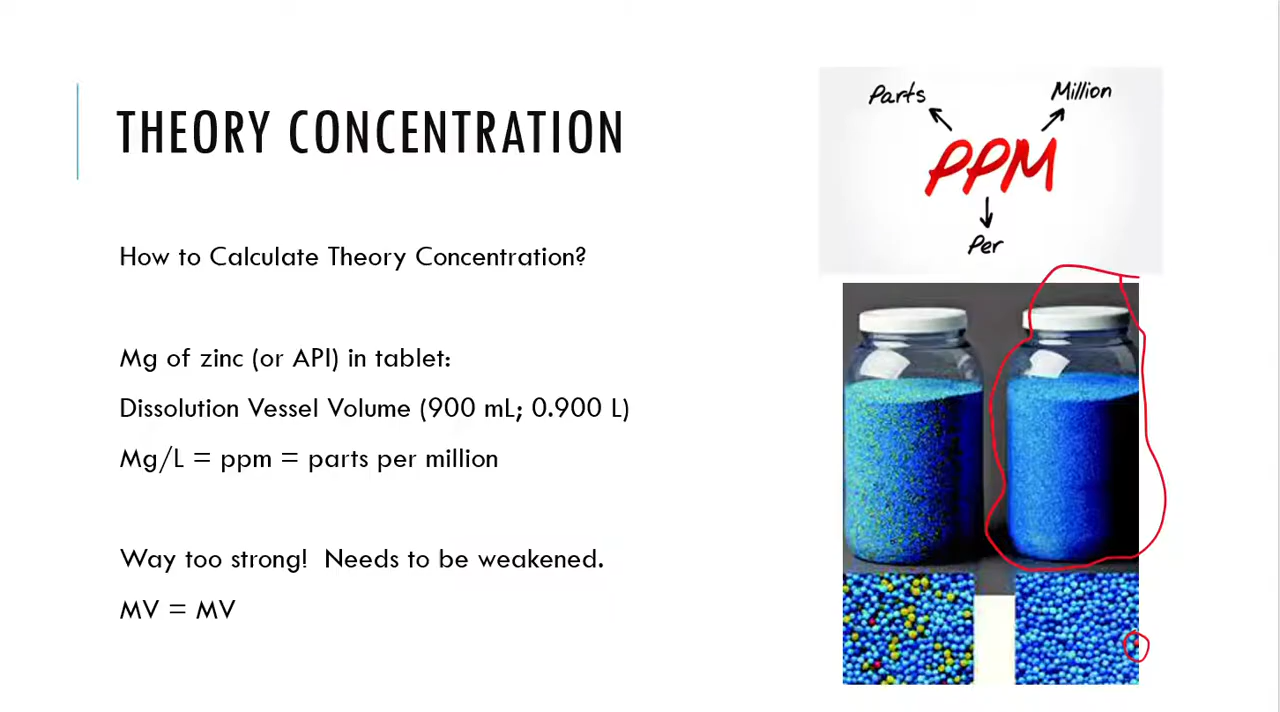 THEORY CONCENTRATION
How to Calculate Theory Concentration?
Mg of zinc (or API) in tablet:
Dissolution Vessel Volume (900 mL; 0.900 L)
Mg/L = ppm = parts per million
Way too strong!  Needs to be weakened.
MV = MV
Parts
Million
PPM
Per